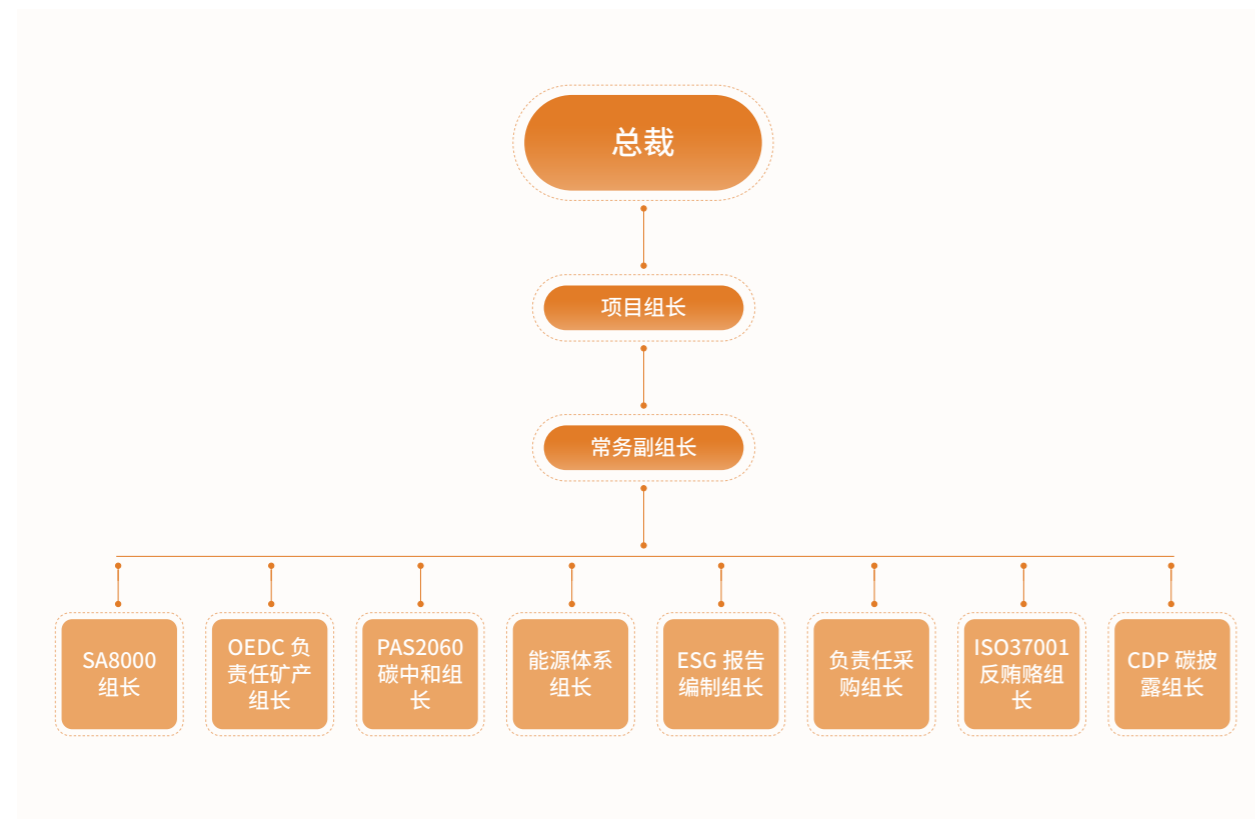 总裁
项目组长
常务副组长
SA8000
组长
OEDC 负
责任矿产
组长
PAS2060
碳中和组
长
能源体系
组长
ESG 报告
编制组长
负责任采
购组长
ISO37001
反贿赂组
长
CDP 碳披
露组长